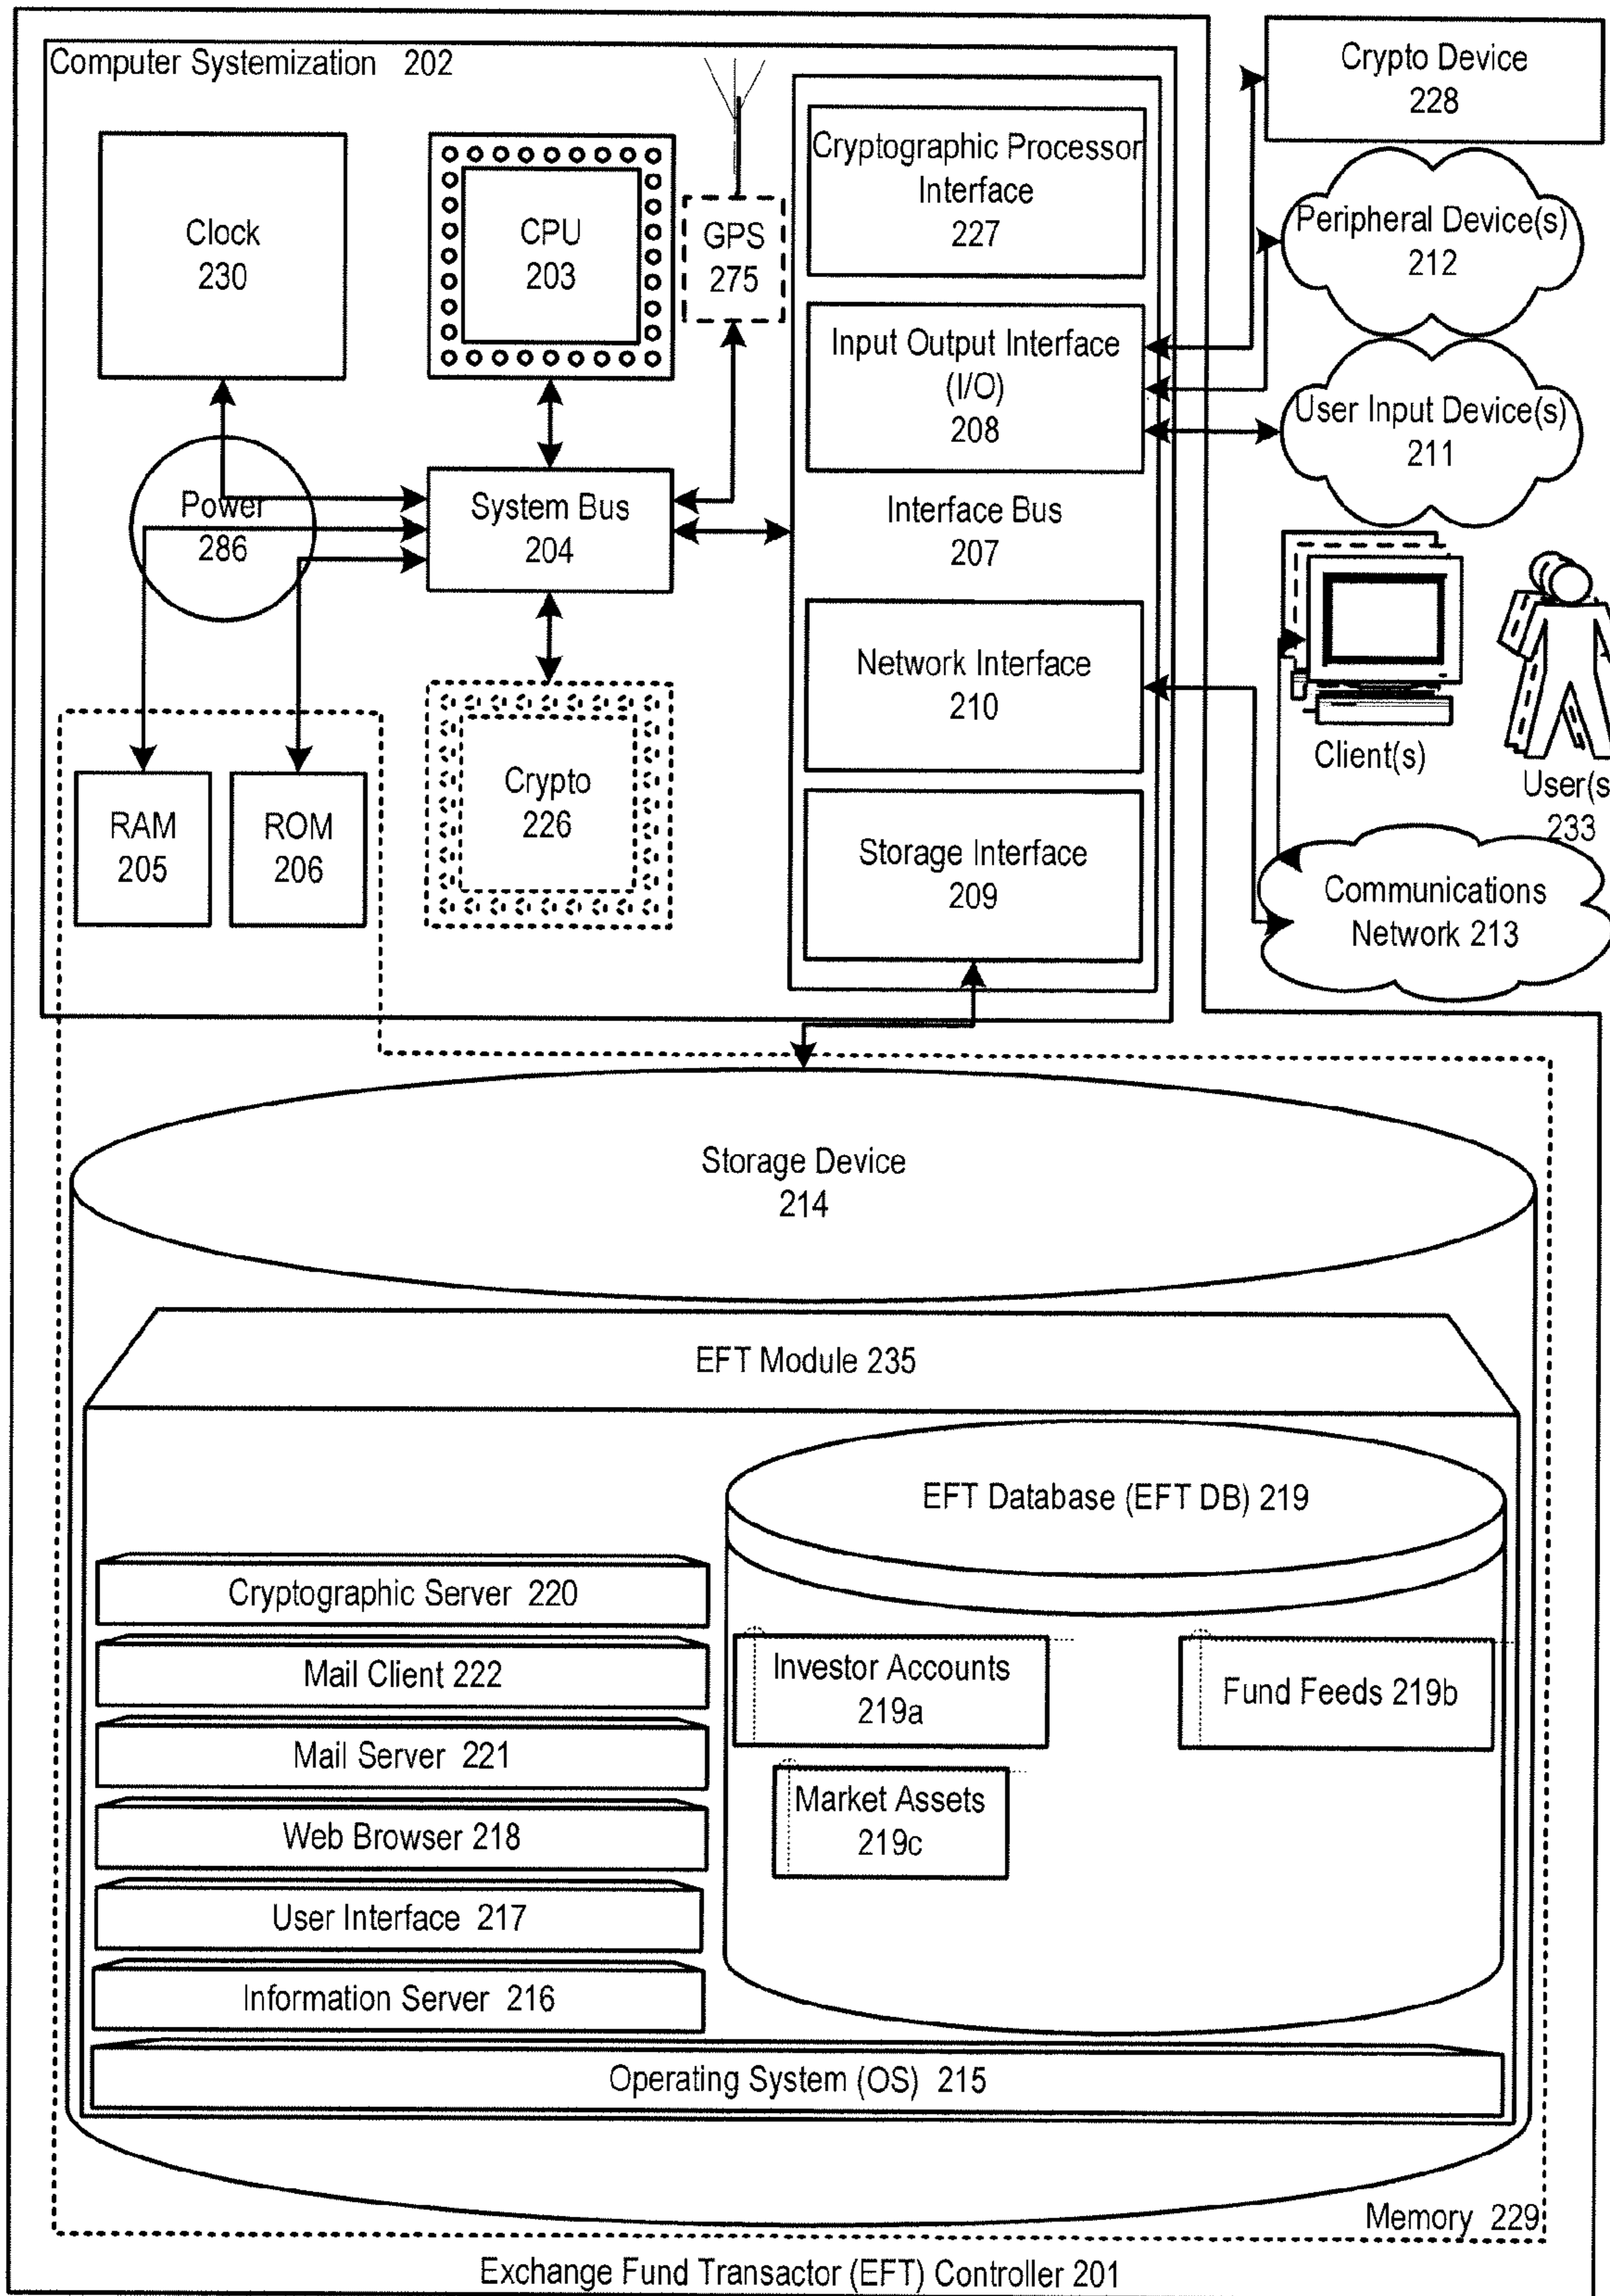 Computer Systemization 202
Clock
230
CPU
203
GPS
275
Power
286
System Bus
204
RAM
205
ROM
206
Crypto
226
Cryptographic Processor
Interface
227
Input Output Interface
(I/O)
208
Interface Bus
207
Network Interface
210
Storage Interface
209
Crypto Device
228
Peripheral Device(s)
212
User Input Device(s)
211
Client(s)
User(s
233
Communications
Network 213
Storage Device
214
EFT Module 235
EFT Database (EFT DB) 219
Cryptographic Server 220
Mail Client 222
Mail Server 221
Web Browser 218
User Interface 217
Information Server 216
Investor Accounts
219a
Fund Feeds 219b
Market Assets
219c
Operating System (OS) 215
Memory 229
Exchange Fund Transactor (EFT) Controller 201